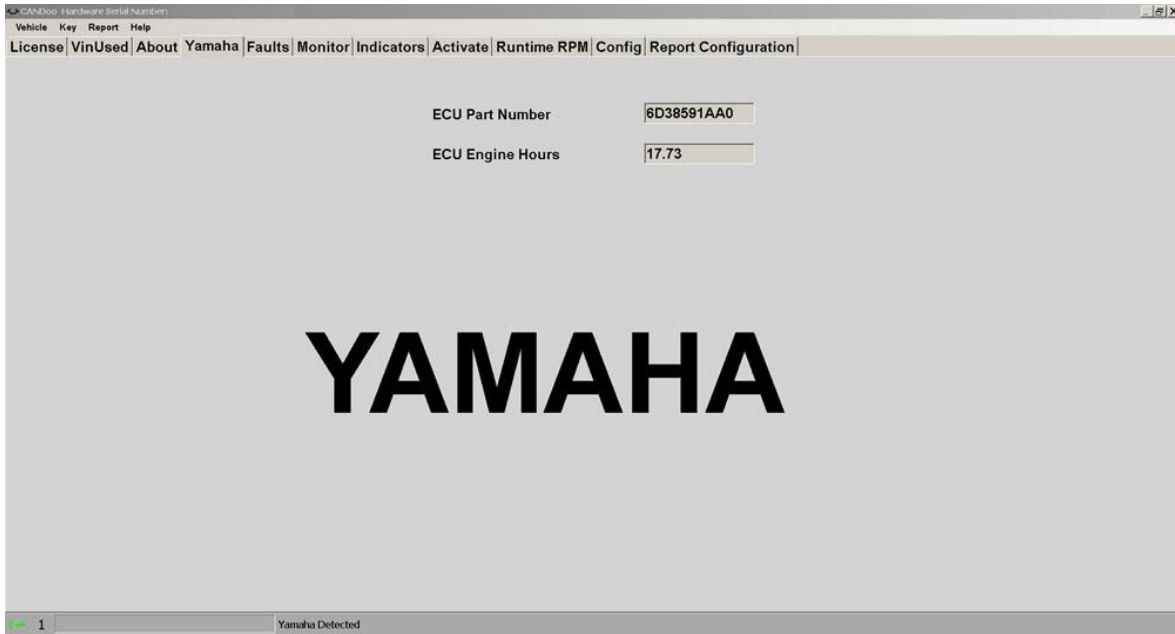 CANDoo Hardware Serial Number:
Vehicle Key Report Help
License VinUsed About Yamaha Faults Monitor Indicators Activate Runtime RPM Config Report Configuration
ECU Part Number 6D38591AA0
ECU Engine Hours 17.73
YAMAHA
1 Yamaha Detected